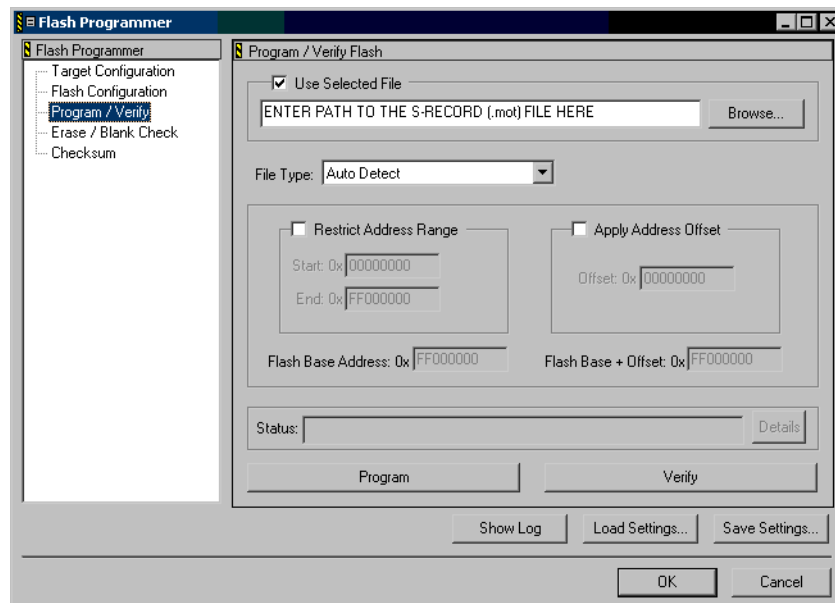 Flash Programmer
Flash Programmer
Target Configuration
Flash Configuration
Program / Verify
Erase / Blank Check
Checksum
Program / Verify Flash
Use Selected File
ENTER PATH TO THE S-RECORD (.mot) FILE HERE
Browse...
File Type: Auto Detect
Restrict Address Range
Start: 0x 00000000
End: 0x FF000000
Apply Address Offset
Offset: 0x 00000000
Flash Base Address: 0x FF000000
Flash Base + Offset: 0x FF000000
Status:
Details
Program
Verify
Show Log
Load Settings...
Save Settings...
OK
Cancel